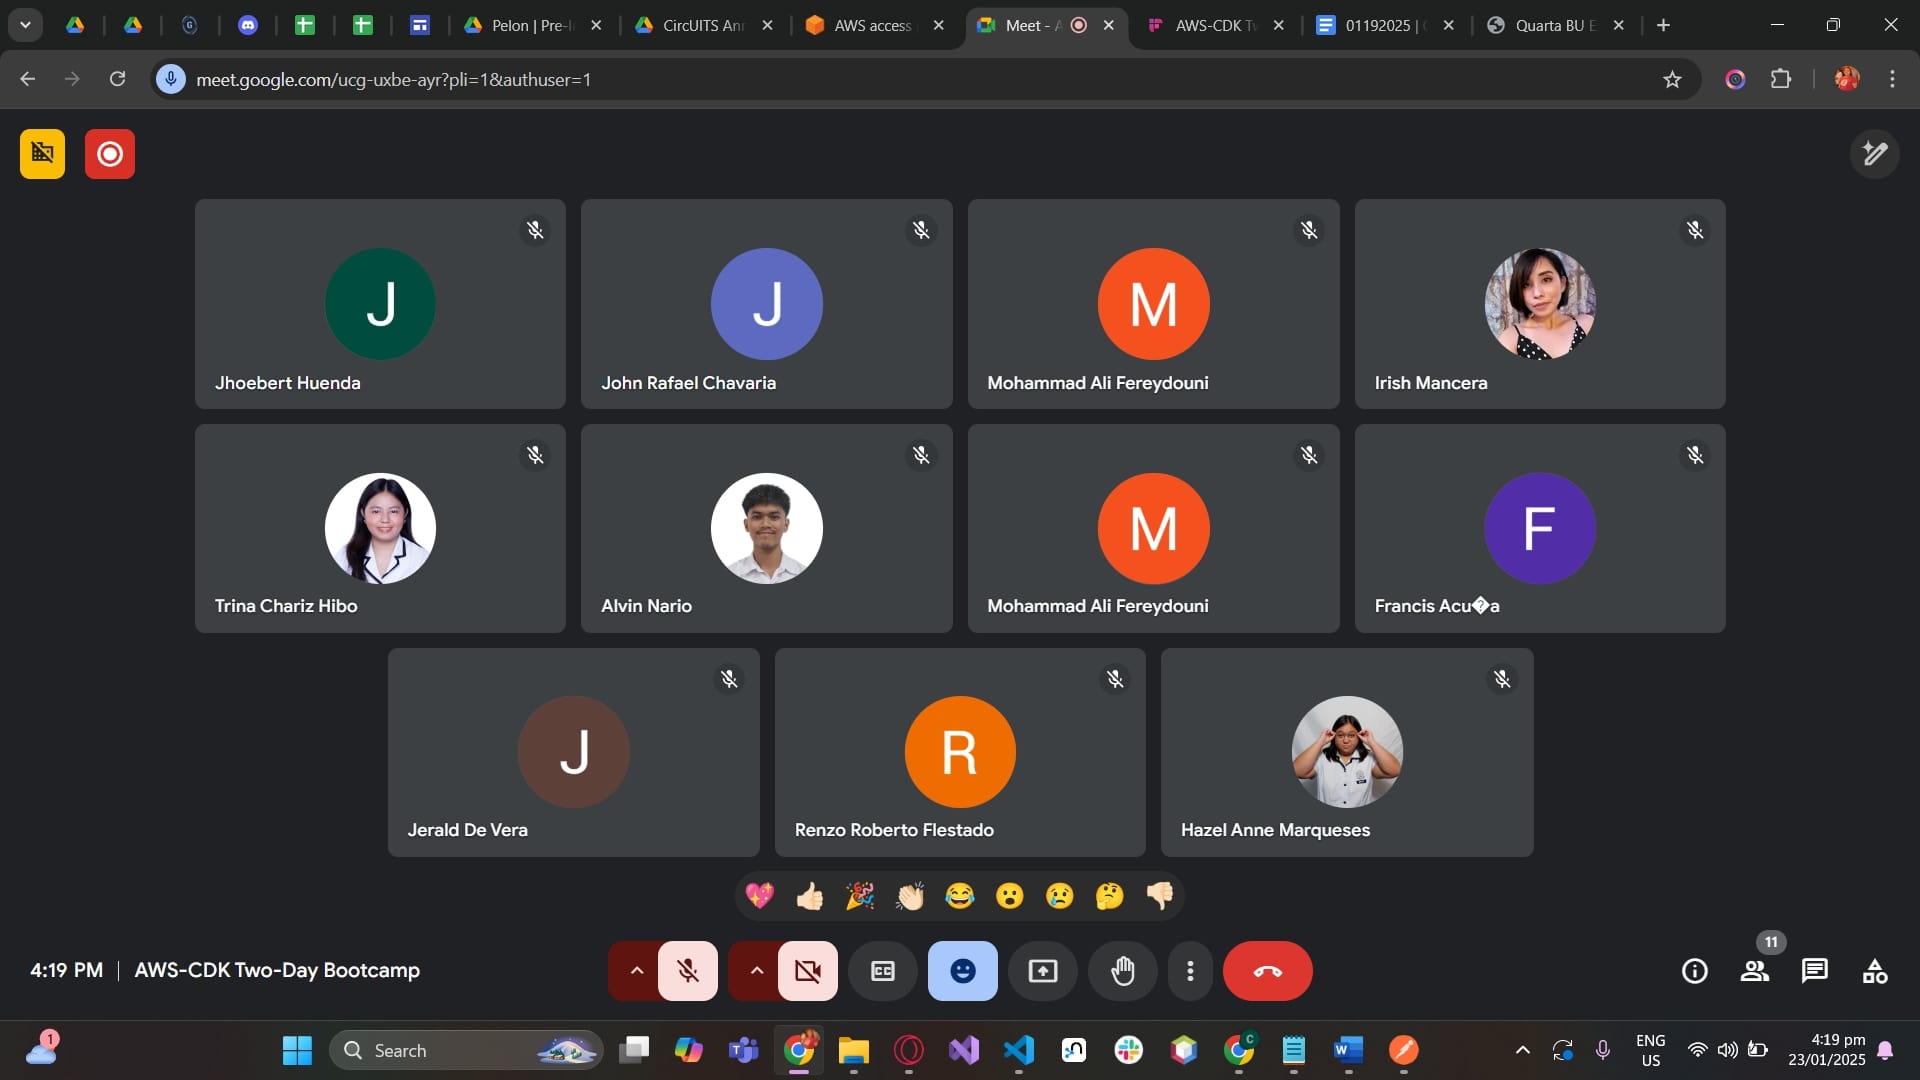 Pelon | Pre-I
CircUITS Ann
AWS access
Meet - A
AWS-CDK Tw
01192025 |
Quarta BU E
meet.google.com/ucg-uxbe-ayr?pli=1&authuser=1
J
J
M
Jhoebert Huenda
John Rafael Chavaria
Mohammad Ali Fereydouni
Irish Mancera
M
F
Trina Chariz Hibo
Alvin Nario
Mohammad Ali Fereydouni
Francis Acu�a
J
R
Jerald De Vera
Renzo Roberto Flestado
Hazel Anne Marqueses
4:19 PM | AWS-CDK Two-Day Bootcamp
CC
11
1
Search
C
ENG
US
4:19 pm
23/01/2025